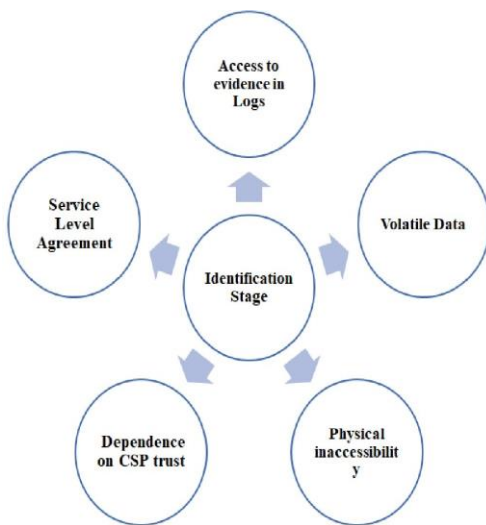 Access to
evidence in
Logs
Service
Level
Agreement
Volatile Data
Identification
Stage
Dependence
on CSP trust
Physical
inaccessibilit
y